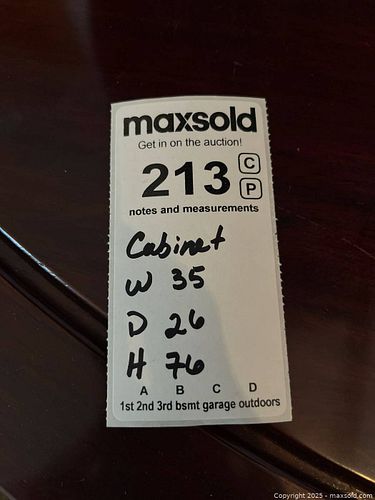 maxsold
Get in on the auction!
213 C
P
notes and measurements
Cabinet
W 35
D 26
H 76
A B C D
1st 2nd 3rd bsmt garage outdoors
Copyright 2025 - maxsold.com